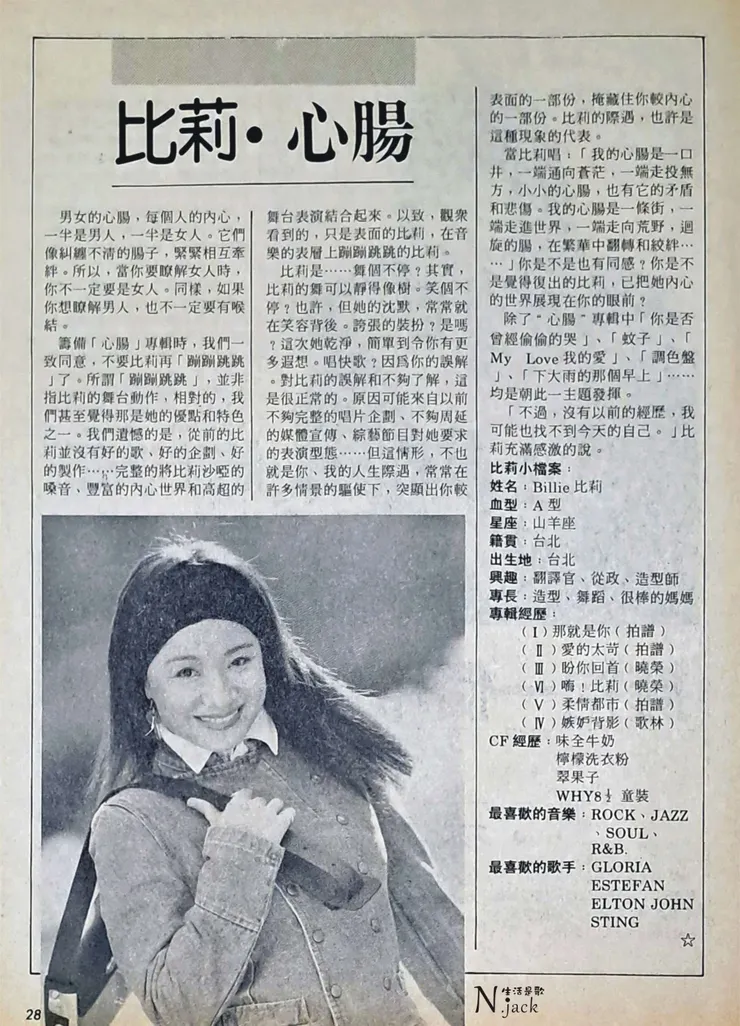 比莉•心腸
男女的心腸，每個人的內心，
一半是男人，一半是女人。它們
像糾纏不清的腸子，緊緊相互牽
絆。所以，當你要瞭解女人時，
你不一定要是女人。同樣，如果
你想瞭解男人，也不一定要有喉
結。
籌備「心腸」專輯時，我們一
致同意，不要比莉再「蹦蹦跳跳
」了。所謂「蹦蹦跳跳」，並非
指比莉的舞台動作，相對的，我
們甚至覺得那是她的優點和特色
之一。我們遺憾的是，從前的比
莉並沒有好的歌、好的企劃、好
的製作……完整的將比莉沙啞的
嗓音、豐富的內心世界和高超的
舞台表演結合起來。以致，觀衆
看到的，只是表面的比莉，在音
樂的表層上蹦蹦跳跳的比莉。
比莉是……舞個不停？其實，
比莉的舞可以靜得像樹。笑個不
停？也許，但她的沈默，常常就
在笑容背後。誇張的裝扮？是嗎
？這次她乾淨，簡單到令你有更
多遐想。唱快歌？因爲你的誤解
。對比莉的誤解和不夠了解，這
是很正常的。原因可能來自以前
不夠完整的唱片企劃、不夠周延
的媒體宣傳、綜藝節目對她要求
的表演型態……但這情形，不也
就是你、我的人生際遇，常常在
許多情景的驅使下，突顯出你較
表面的一部份，掩藏住你較內心
的一部份。比莉的際遇，也許是
這種現象的代表。
當比莉唱：「我的心腸是一口
井，一端通向蒼茫，一端走投無
方，小小的心腸，也有它的矛盾
和悲傷。我的心腸是一條街，一
端走進世界，一端走向荒野，迴
旋的腸，在繁華中翻轉和絞絆…
…」你是不是也有同感？你是不
是覺得復出的比莉，已把她內心
的世界展現在你的眼前？
除了“心腸”專輯中「你是否
曾經偷偷的哭」、「蚊子」、「
My Love我的愛」、「調色盤
」、「下大雨的那個早上」……
均是朝此一主題發揮。
「不過，沒有以前的經歷，我
可能也找不到今天的自己。」比
莉充滿感激的說。
比莉小檔案：
姓名：Billie 比莉
血型：A 型
星座：山羊座
籍貫：台北
出生地：台北
興趣：翻譯官、從政、造型師
專長：造型、舞蹈、很棒的媽媽
專輯經歷：
（Ⅰ）那就是你（拍譜）
（Ⅱ）愛的太苛（拍譜）
（Ⅲ）盼你回首（曉榮）
（Ⅵ）嗨！比莉（曉榮）
（Ⅴ）柔情都市（拍譜）
（Ⅳ）嫉妒背影（歌林）
CF 經歷：味全牛奶
檸檬洗衣粉
翠果子
WHY8½ 童裝
最喜歡的音樂：ROCK、JAZZ
、SOUL、
R&B.
最喜歡的歌手：GLORIA
ESTEFAN
ELTON JOHN
STING
☆
28
生活是歌
N.jack